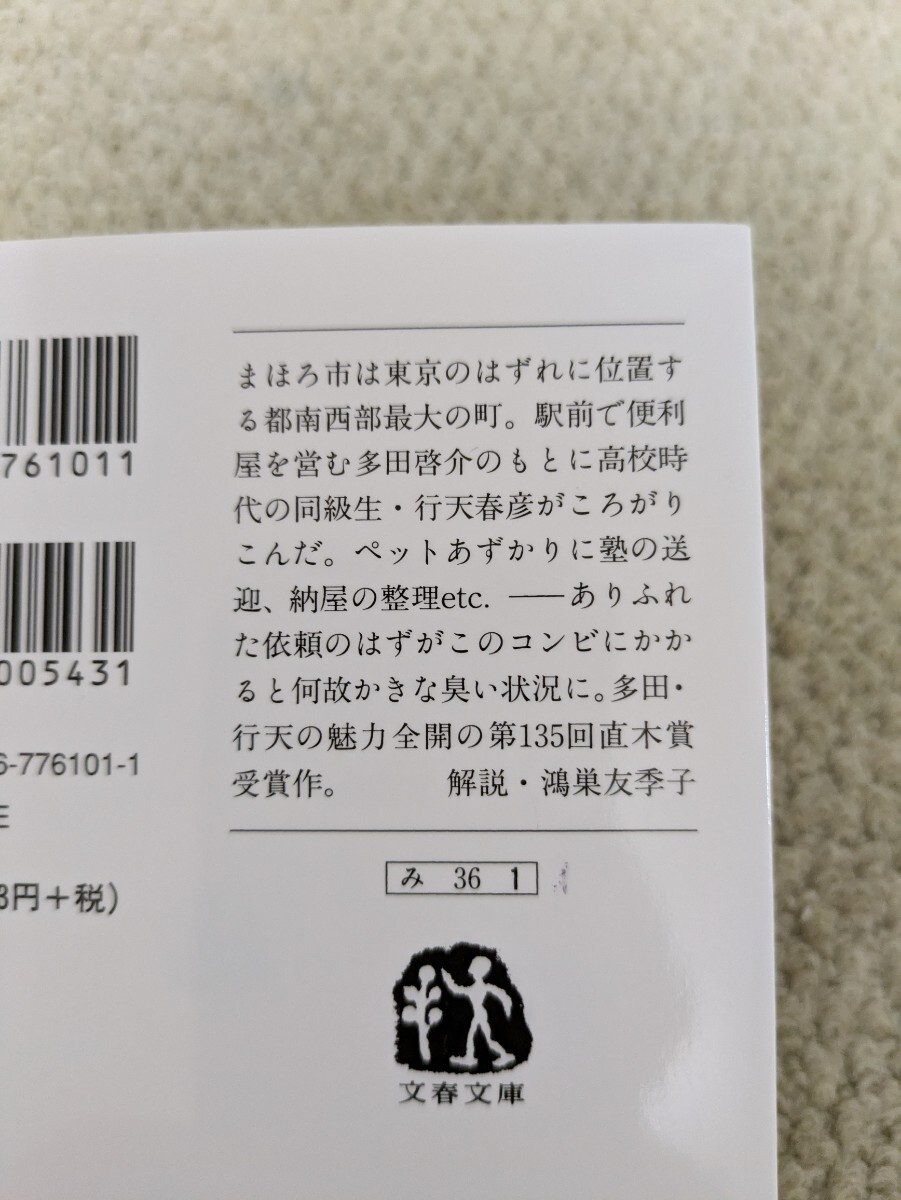 まほろ市は東京のはずれに位置す
る都南西部最大の町。駅前で便利
屋を営む多田啓介のもとに高校時
代の同級生・行天春彦がころがり
こんだ。ペットあずかりに塾の送
迎、納屋の整理etc. ――ありふれ
た依頼のはずがこのコンビにかか
ると何故かきな臭い状況に。多田・
行天の魅力全開の第135回直木賞
受賞作。 解説・鴻巣友季子
761011
005431
6-776101-1
E
3円＋税)
み 36 1
文春文庫